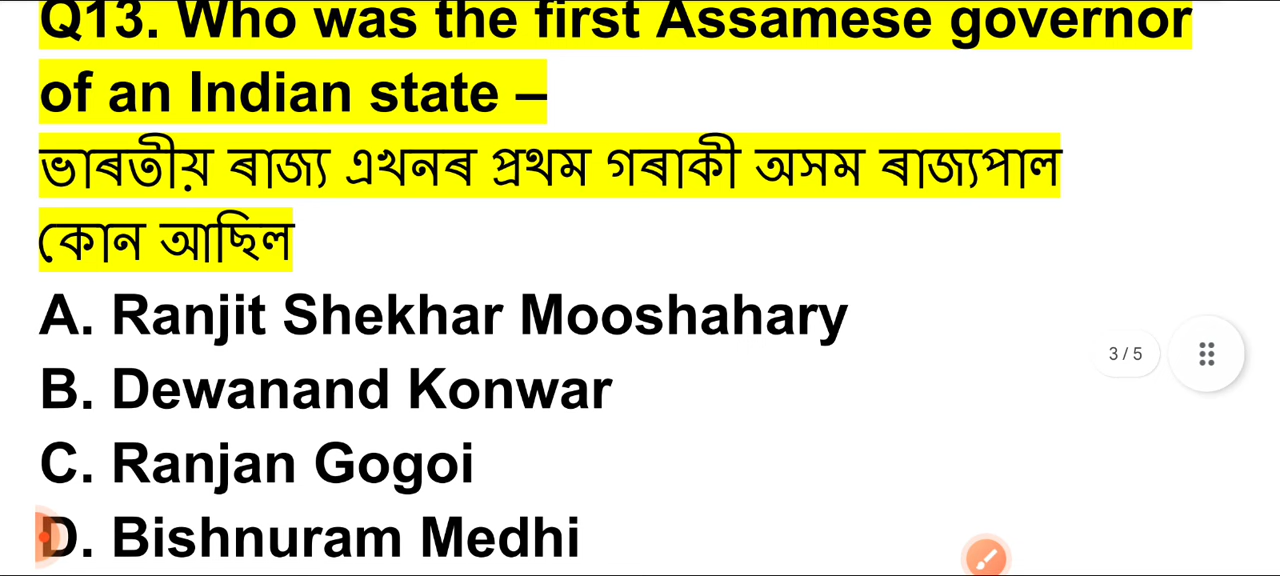 Q13. Who was the first Assamese governor
of an Indian state –
ভাৰতীয় ৰাজ্য এখনৰ প্ৰথম গৰাকী অসম ৰাজ্যপাল
কোন আছিল
A. Ranjit Shekhar Mooshahary
3 / 5
B. Dewanand Konwar
C. Ranjan Gogoi
D. Bishnuram Medhi